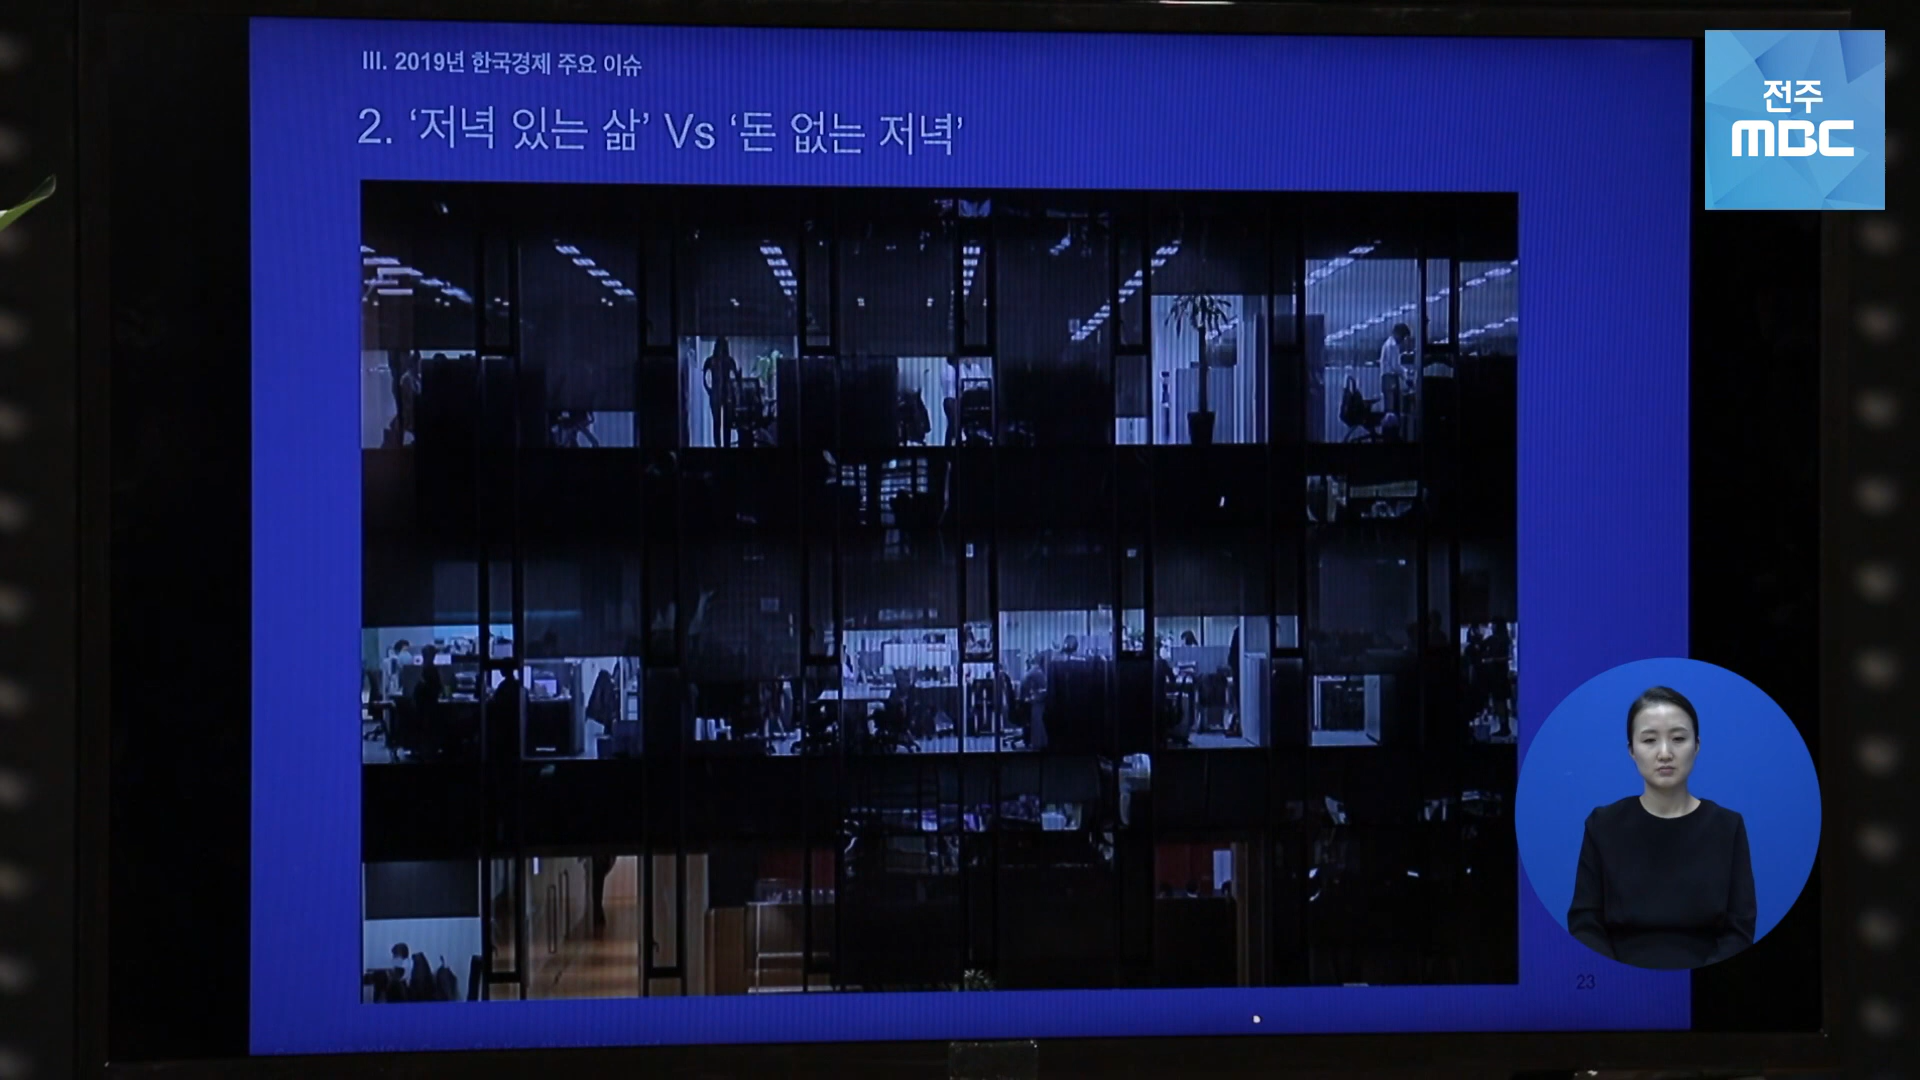 III. 2019년 한국경제 주요 이슈
2. ‘저녁 있는 삶’ Vs ‘돈 없는 저녁’
전주
MBC
23